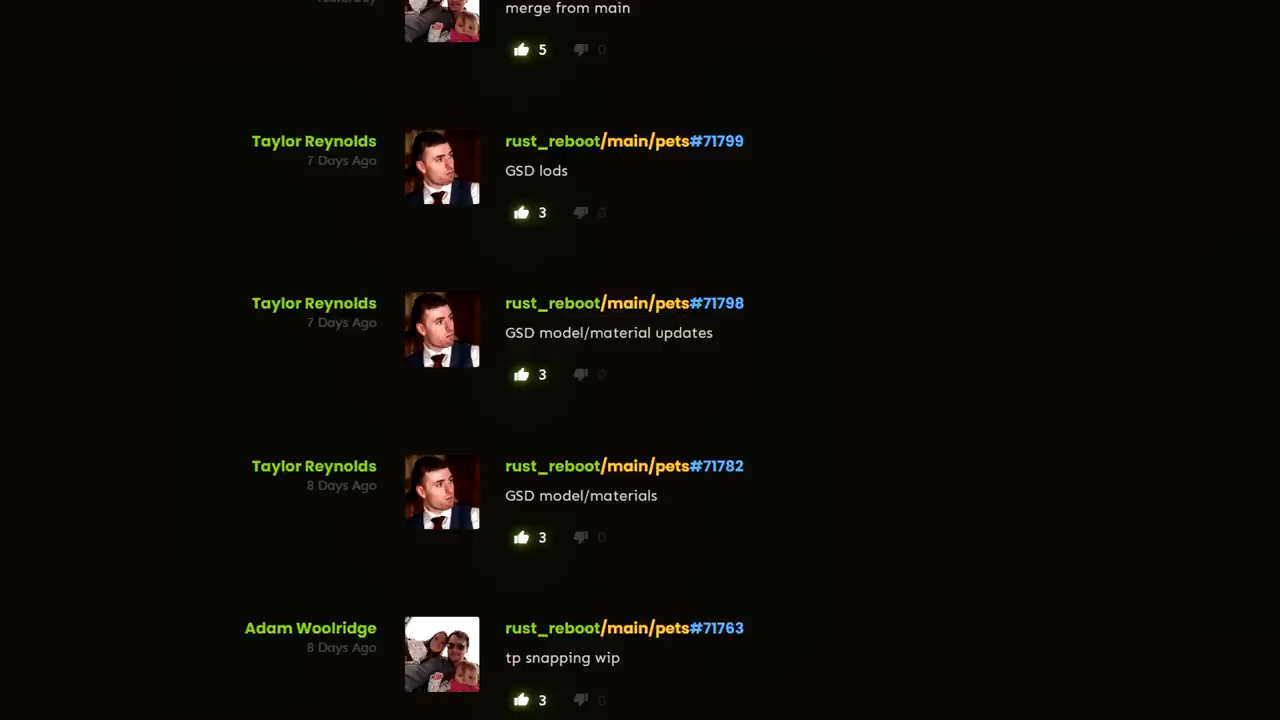 Yesterday
merge from main
5 0
Taylor Reynolds
7 Days Ago
rust_reboot/main/pets#71799
GSD lods
3 0
Taylor Reynolds
7 Days Ago
rust_reboot/main/pets#71798
GSD model/material updates
3 0
Taylor Reynolds
8 Days Ago
rust_reboot/main/pets#71782
GSD model/materials
3 0
Adam Woolridge
8 Days Ago
rust_reboot/main/pets#71763
tp snapping wip
3 0